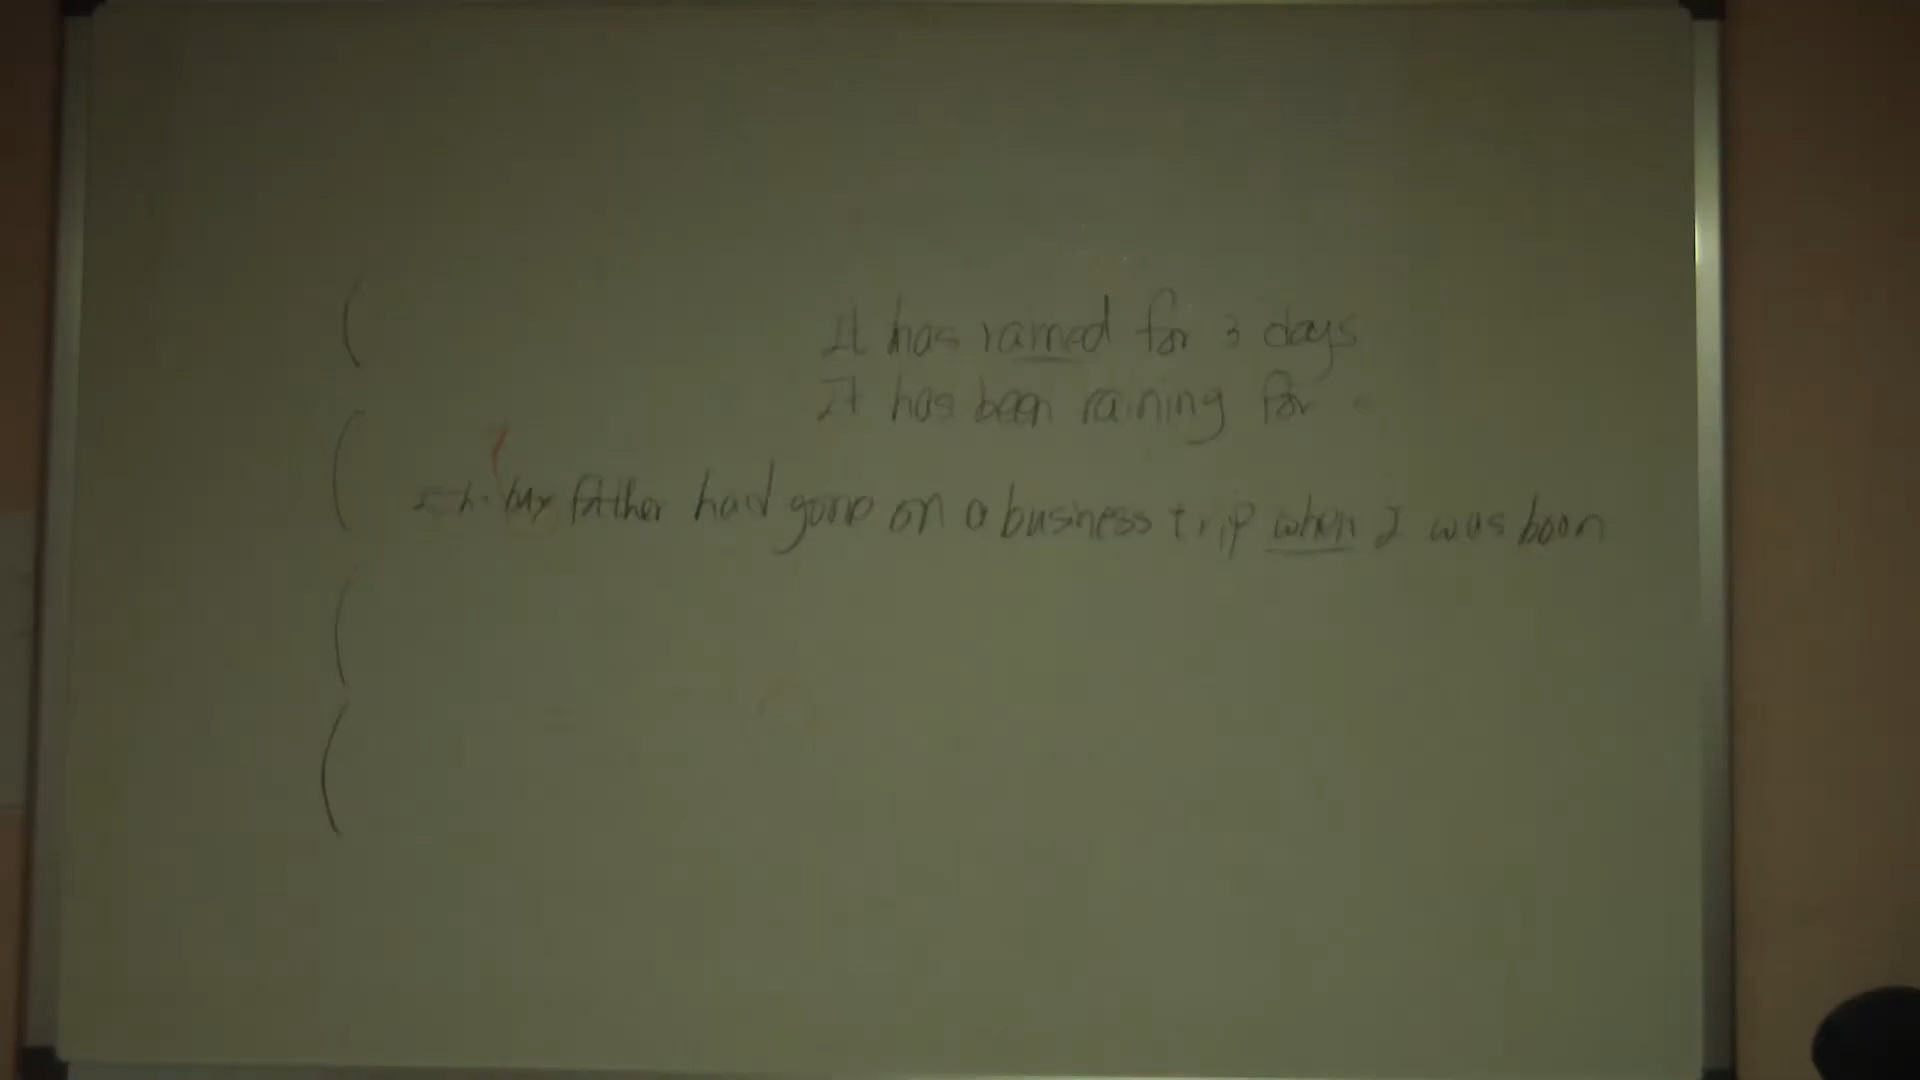 It has rained for 3 days
It has been raining for
My father had gone on a business trip when I was boon